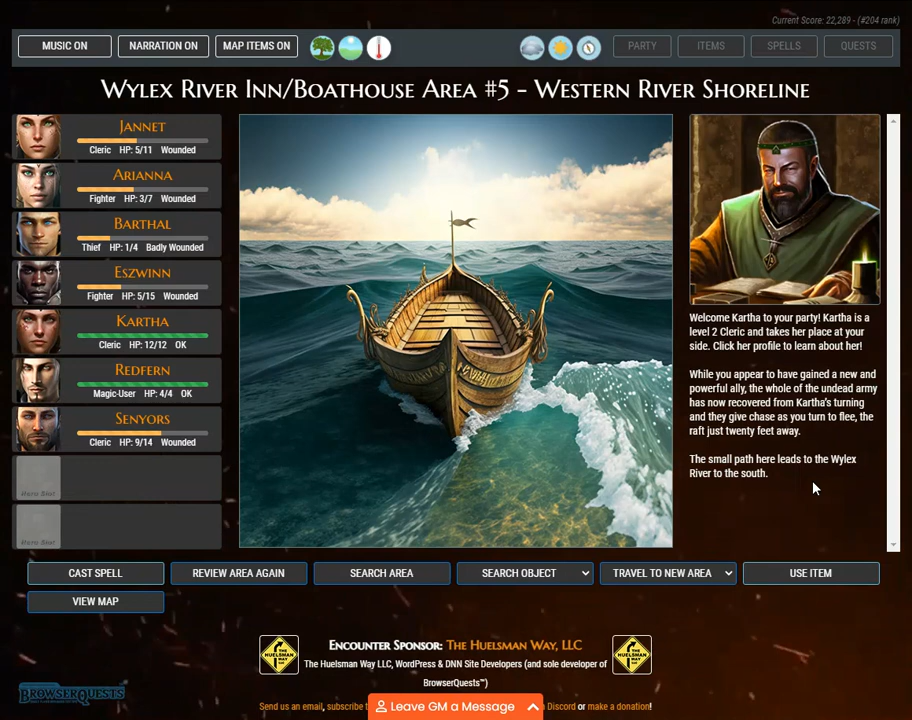 Current Score: 22,289 - (#204 rank)
MUSIC ON NARRATION ON MAP ITEMS ON PARTY ITEMS SPELLS QUESTS
Wylex River Inn/Boathouse Area #5 - Western River Shoreline
Jannet
Cleric HP: 5/11 Wounded
Arianna
Fighter HP: 3/7 Wounded
Barthal
Thief HP: 1/4 Badly Wounded
Eszwinn
Fighter HP: 5/15 Wounded
Kartha
Cleric HP: 12/12 OK
Redfern
Magic-User HP: 4/4 OK
Senyors
Cleric HP: 9/14 Wounded
Hero Slot
Hero Slot
Welcome Kartha to your party! Kartha is a
level 2 Cleric and takes her place at your
side. Click her profile to learn about her!
While you appear to have gained a new and
powerful ally, the whole of the undead army
has now recovered from Kartha's turning
and they give chase as you turn to flee, the
raft just twenty feet away.
The small path here leads to the Wylex
River to the south.
CAST SPELL REVIEW AREA AGAIN SEARCH AREA SEARCH OBJECT TRAVEL TO NEW AREA USE ITEM
VIEW MAP
THE HUELSMAN WAY
Encounter Sponsor: The Huelsman Way, LLC
THE HUELSMAN WAY
The Huelsman Way LLC, WordPress & DNN Site Developers (and sole developer of
BrowserQuests™)
BrowserQuests
Send us an email, subscribe t Discord or make a donation!
Leave GM a Message